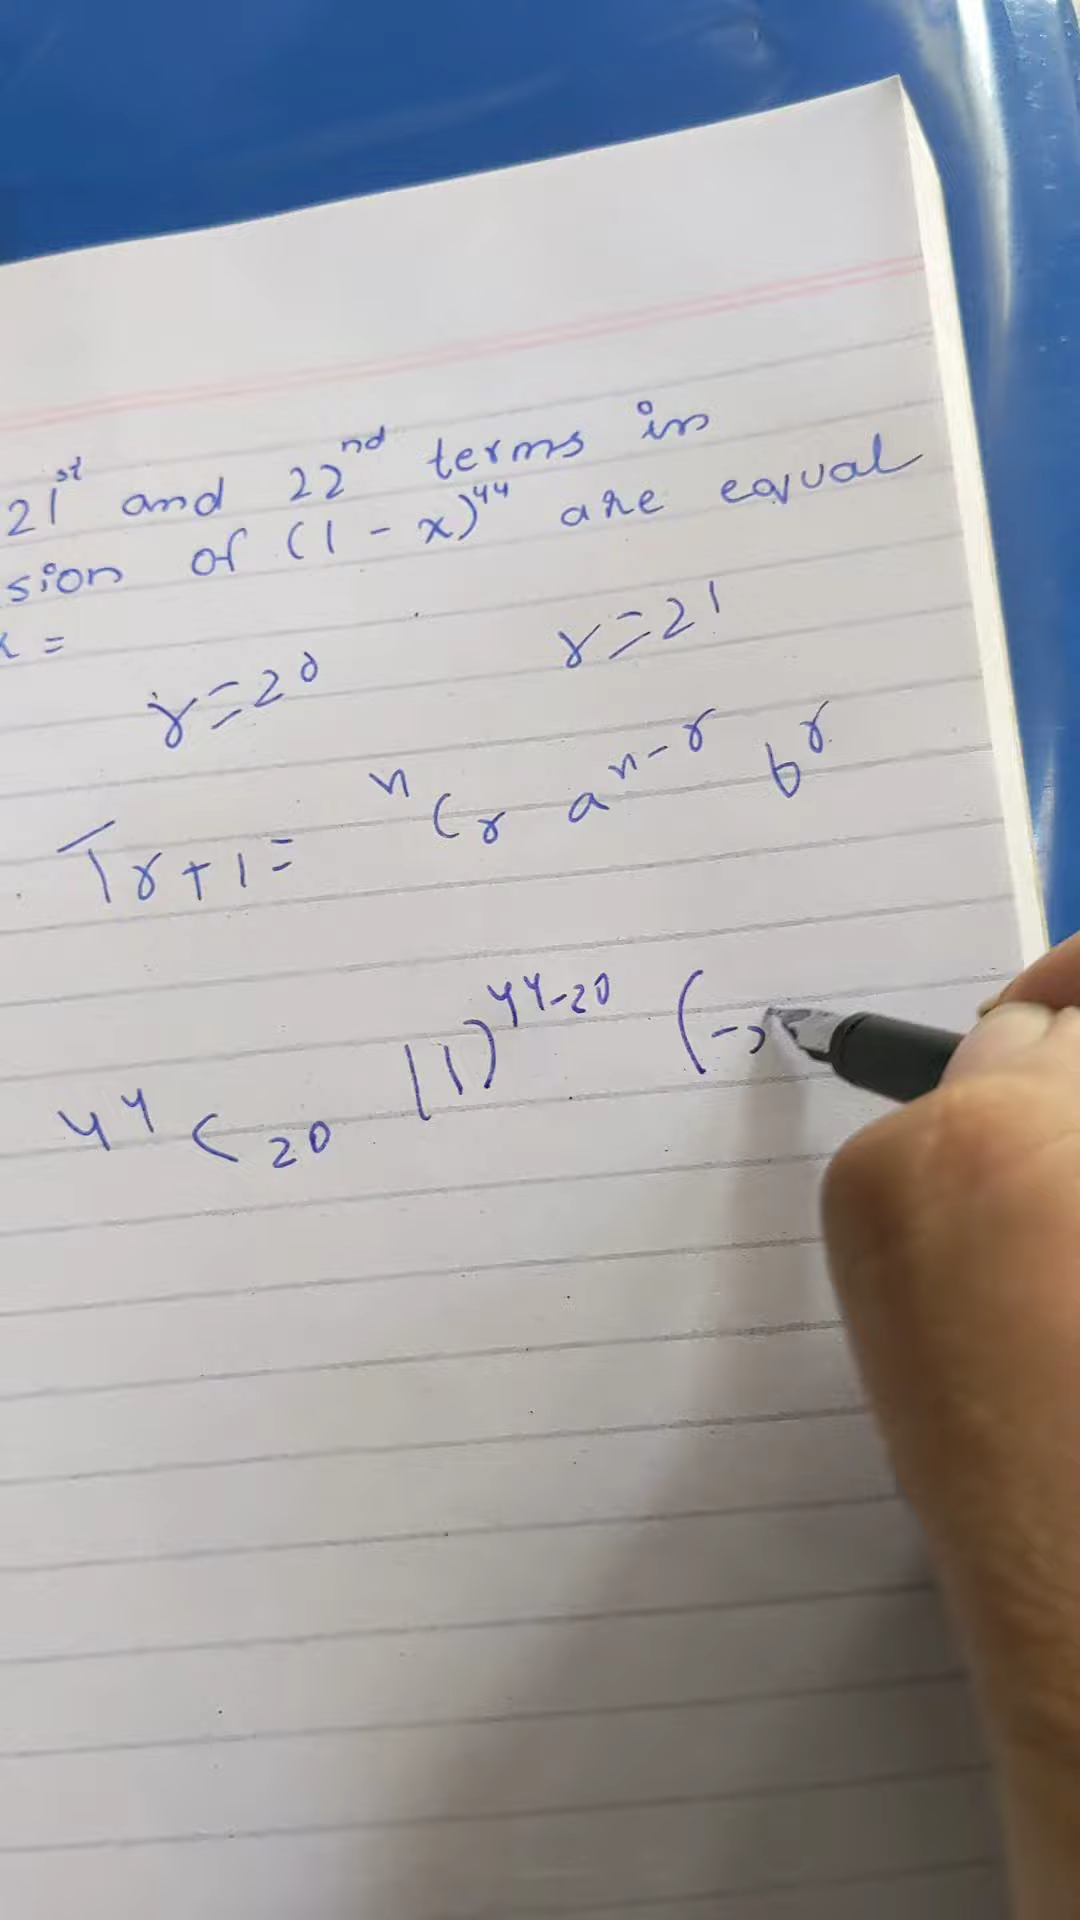 21st and 22nd terms in
sion of (1 - x)^44 are equal
x =
r=20 r=21
Tr+1= nCr a^n-r b^r
44C20 (1)^44-20 (-